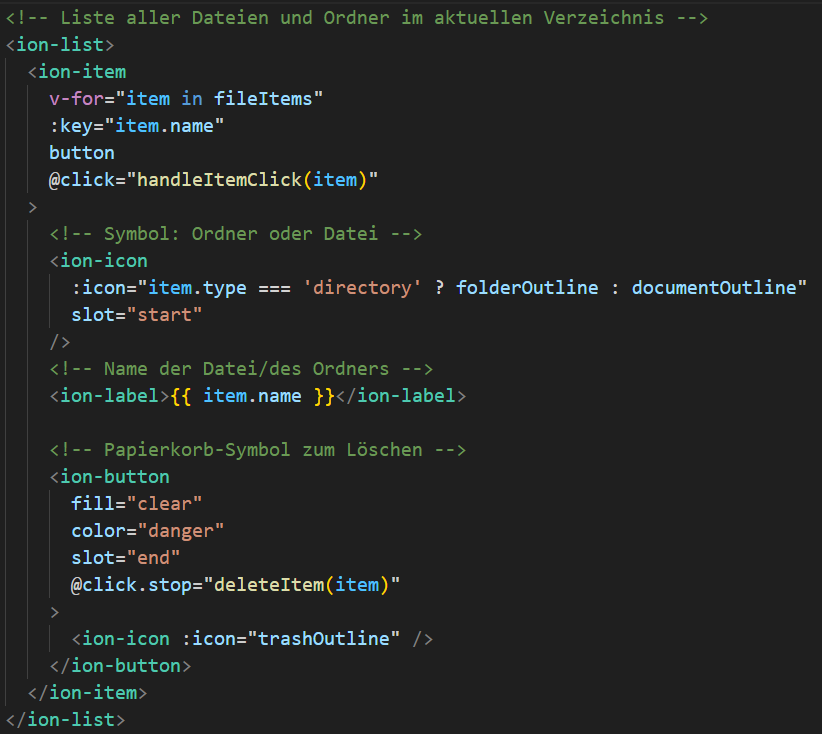 <!-- Liste aller Dateien und Ordner im aktuellen Verzeichnis -->
<ion-list>
  <ion-item
    v-for="item in fileItems"
    :key="item.name"
    button
    @click="handleItemClick(item)"
  >
    <!-- Symbol: Ordner oder Datei -->
    <ion-icon
      :icon="item.type === 'directory' ? folderOutline : documentOutline"
      slot="start"
    />
    <!-- Name der Datei/des Ordners -->
    <ion-label>{{ item.name }}</ion-label>

    <!-- Papierkorb-Symbol zum Löschen -->
    <ion-button
      fill="clear"
      color="danger"
      slot="end"
      @click.stop="deleteItem(item)"
    >
      <ion-icon :icon="trashOutline" />
    </ion-button>
  </ion-item>
</ion-list>